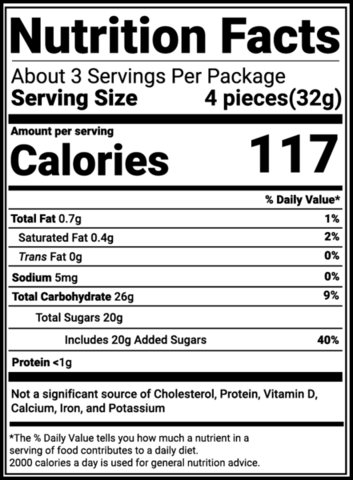 Nutrition Facts
About 3 Servings Per Package
Serving Size 4 pieces(32g)
Amount per serving
Calories 117
% Daily Value*
Total Fat 0.7g 1%
Saturated Fat 0.4g 2%
Trans Fat 0g 0%
Sodium 5mg 0%
Total Carbohydrate 26g 9%
Total Sugars 20g
Includes 20g Added Sugars 40%
Protein <1g
Not a significant source of Cholesterol, Protein, Vitamin D,
Calcium, Iron, and Potassium
*The % Daily Value tells you how much a nutrient in a
serving of food contributes to a daily diet.
2000 calories a day is used for general nutrition advice.